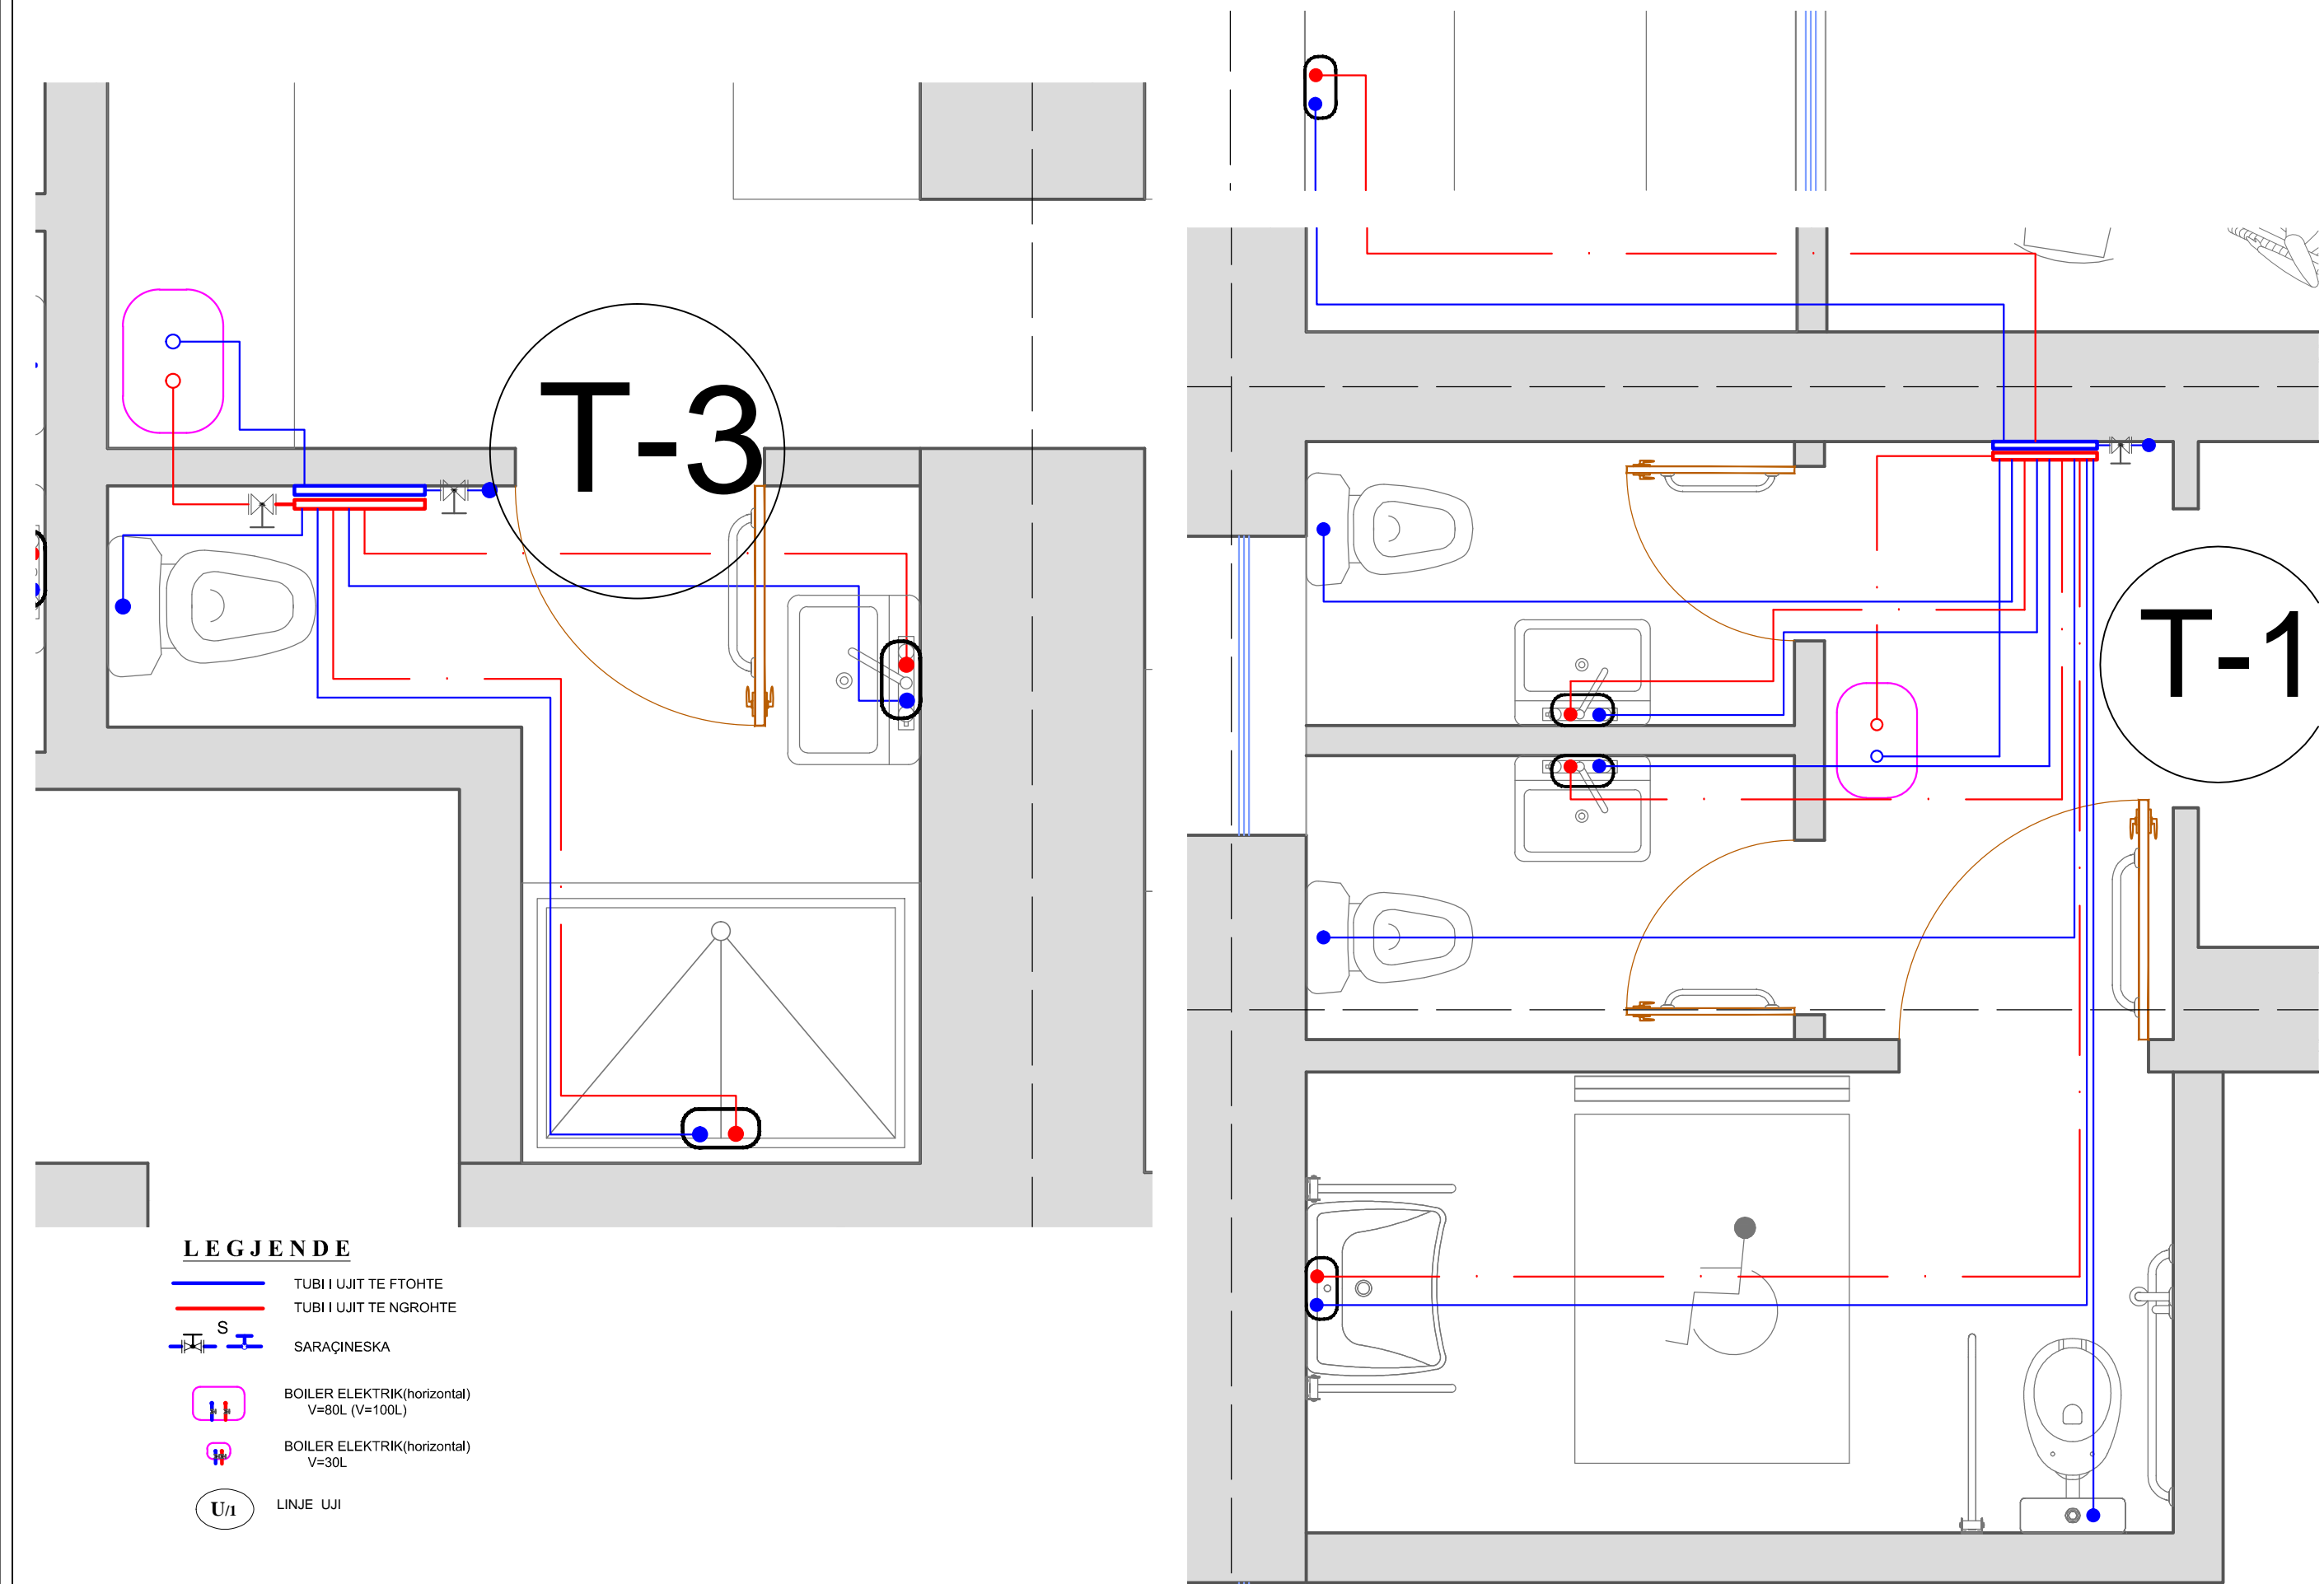 T-3
T-1
LEGJENDE
TUBI I UJIT TE FTOHTE
TUBI I UJIT TE NGROHTE
S
SARAÇINESKA
BOILER ELEKTRIK(horizontal)
V=80L (V=100L)
BOILER ELEKTRIK(horizontal)
V=30L
U/1
LINJE UJI